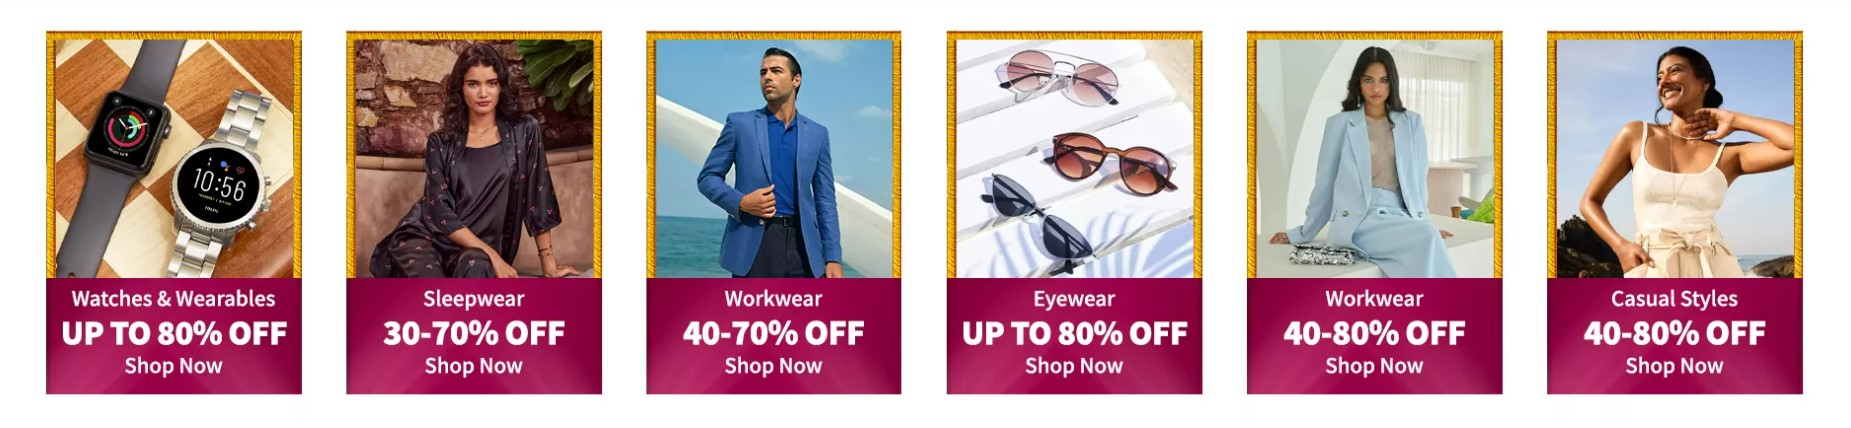 10:56
Watches & Wearables
UP TO 80% OFF
Shop Now
Sleepwear
30-70% OFF
Shop Now
Workwear
40-70% OFF
Shop Now
Eyewear
UP TO 80% OFF
Shop Now
Workwear
40-80% OFF
Shop Now
Casual Styles
40-80% OFF
Shop Now